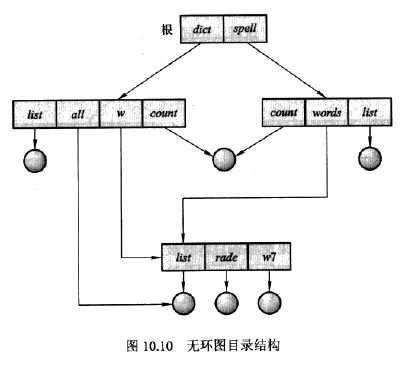 根 dict spell
list all w count count words list
list rade w7
图 10.10 无环图目录结构